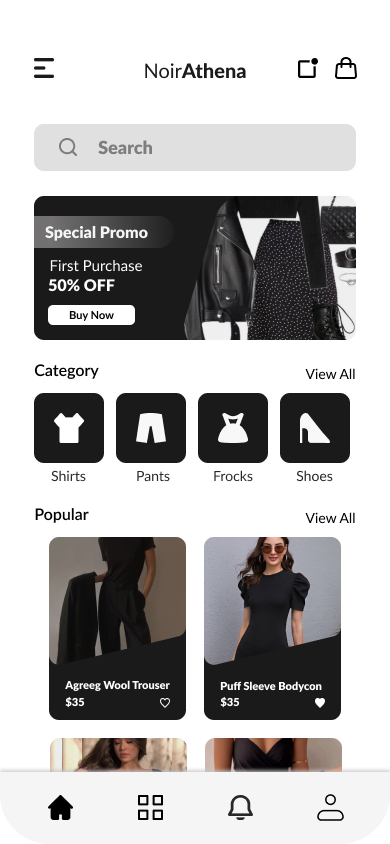 NoirAthena
Search
Special Promo
First Purchase
50% OFF
Buy Now
Category
View All
Shirts
Pants
Frocks
Shoes
Popular
View All
Agreeg Wool Trouser
$35
Puff Sleeve Bodycon
$35